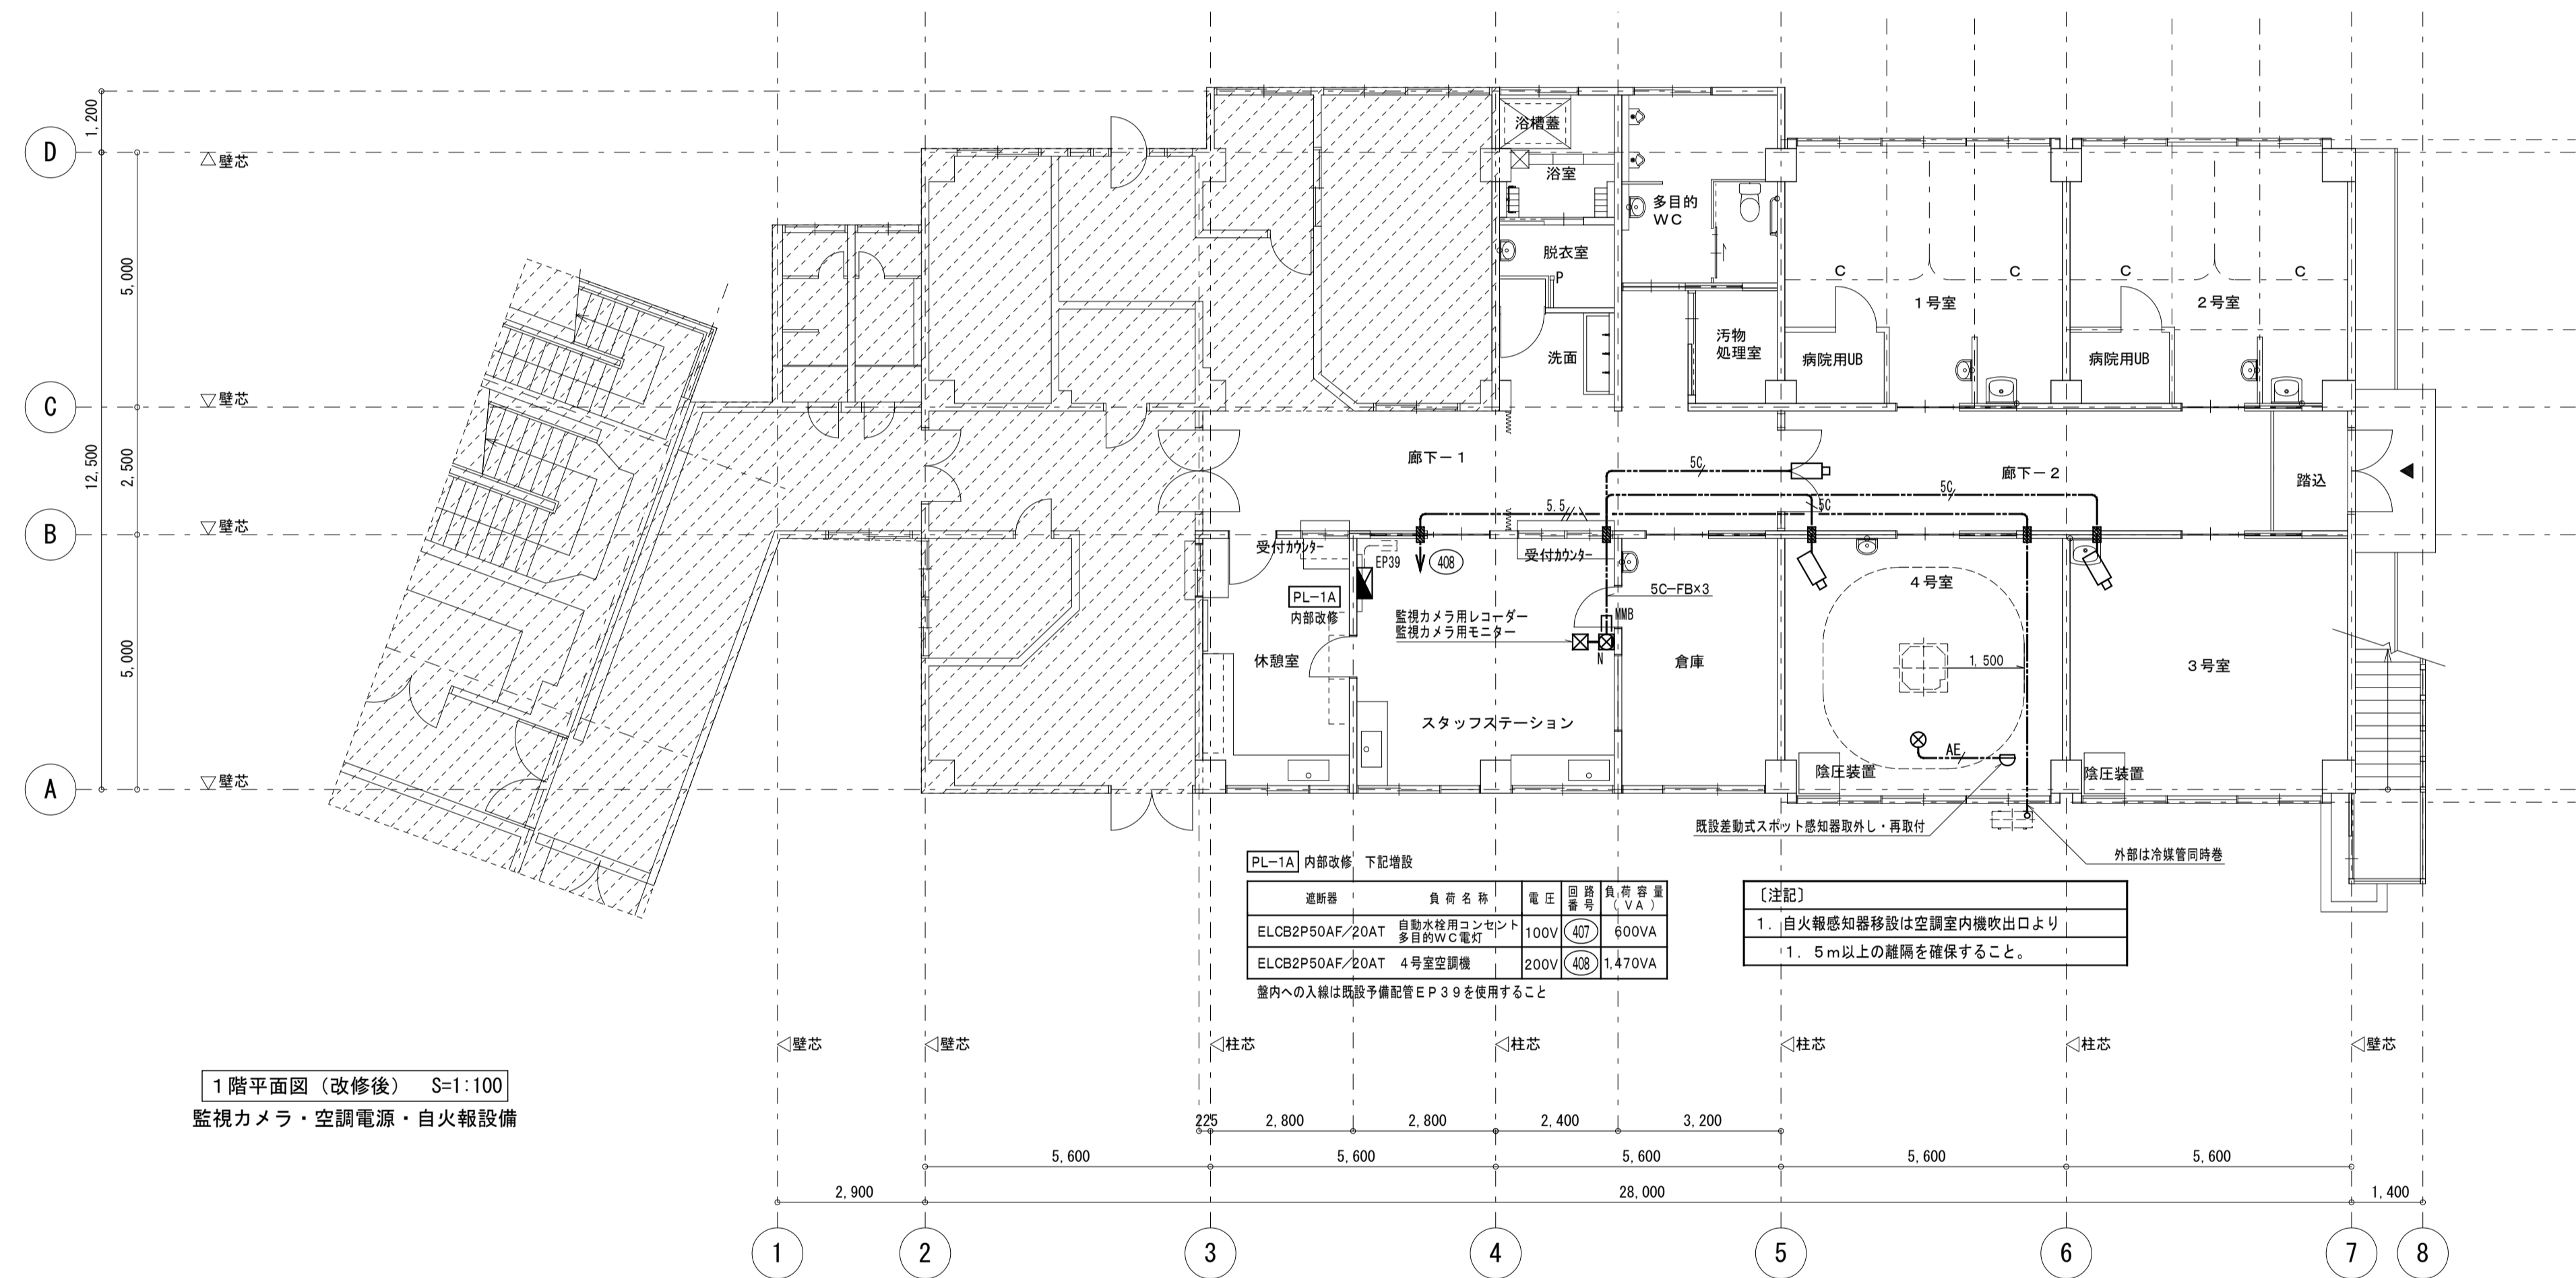 1,200
D
壁芯
5,000
C
壁芯
12,500
2,500
B
壁芯
5,000
A
壁芯
浴槽蓋
浴室
多目的
WC
脱衣室
P
洗面
汚物
処理室
C
C
1号室
病院用UB
C
C
2号室
病院用UB
廊下－1
5C
廊下－2
5C
5C
踏込
5.5
受付カウンター
EP39
408
受付カウンター
PL-1A
内部改修
5C-FB×3
監視カメラ用レコーダー
監視カメラ用モニター
MMB
N
休憩室
倉庫
スタッフステーション
4号室
1,500
3号室
AE
陰圧装置
陰圧装置
既設差動式スポット感知器取外し・再取付
外部は冷媒管同時巻
PL-1A 内部改修 下記増設
遮断器 負荷名称 電圧 回路番号 負荷容量(VA)
ELCB2P50AF/20AT 自動水栓用コンセント 多目的WC電灯 100V 407 600VA
ELCB2P50AF/20AT 4号室空調機 200V 408 1,470VA
盤内への入線は既設予備配管EP39を使用すること
〔注記〕
1. 自火報感知器移設は空調室内機吹出口より
1.5m以上の離隔を確保すること。
壁芯
壁芯
柱芯
柱芯
柱芯
柱芯
壁芯
1階平面図（改修後） S=1:100
監視カメラ・空調電源・自火報設備
225 2,800 2,800 2,400 3,200
5,600 5,600 5,600 5,600 5,600
2,900 28,000 1,400
1 2 3 4 5 6 7 8